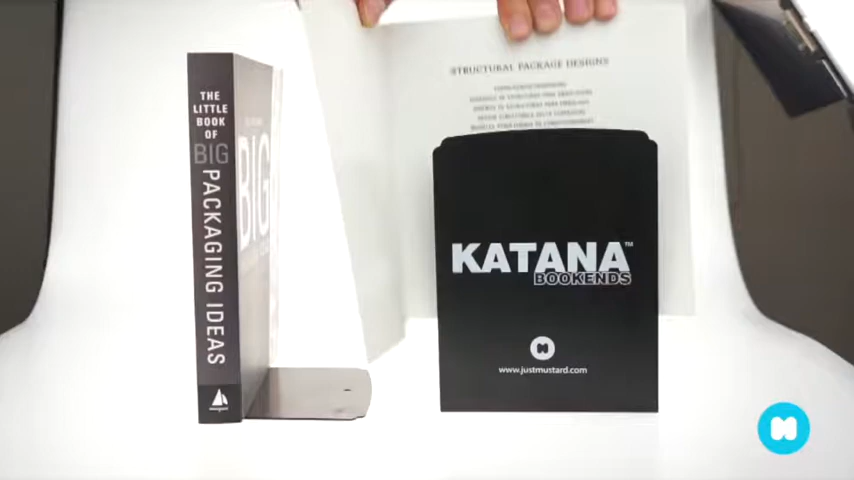 THE
LITTLE
BOOK
OF
BIG
PACKAGING IDEAS
BIG
STRUCTURAL PACKAGE DESIGNS
KATANA™
BOOKENDS
www.justmustard.com